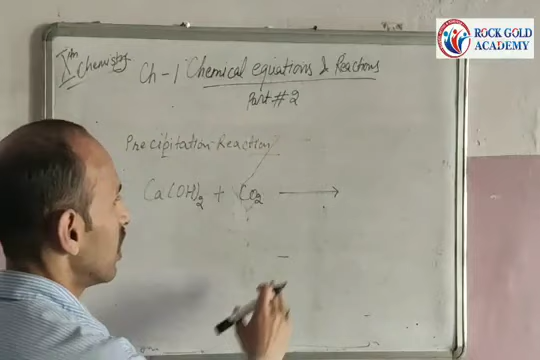 ROCK GOLD
ACADEMY
Xth
Chemistry
Ch-1 Chemical equations & Reactions
Part #2
Precipitation Reaction
Ca(OH)2 + CO2 ⟶